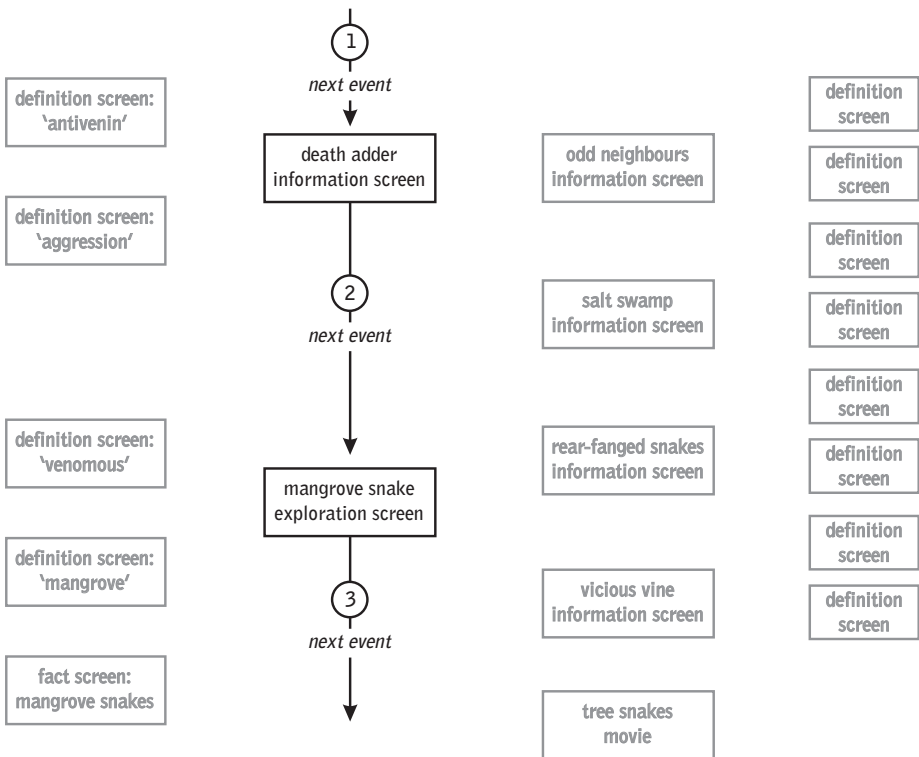 1
next event
definition screen:
‘antivenin’
death adder
information screen
definition screen:
‘aggression’
2
next event
definition screen:
‘venomous’
mangrove snake
exploration screen
definition screen:
‘mangrove’
3
next event
fact screen:
mangrove snakes
odd neighbours
information screen
salt swamp
information screen
rear-fanged snakes
information screen
vicious vine
information screen
tree snakes
movie
definition
screen
definition
screen
definition
screen
definition
screen
definition
screen
definition
screen
definition
screen
definition
screen